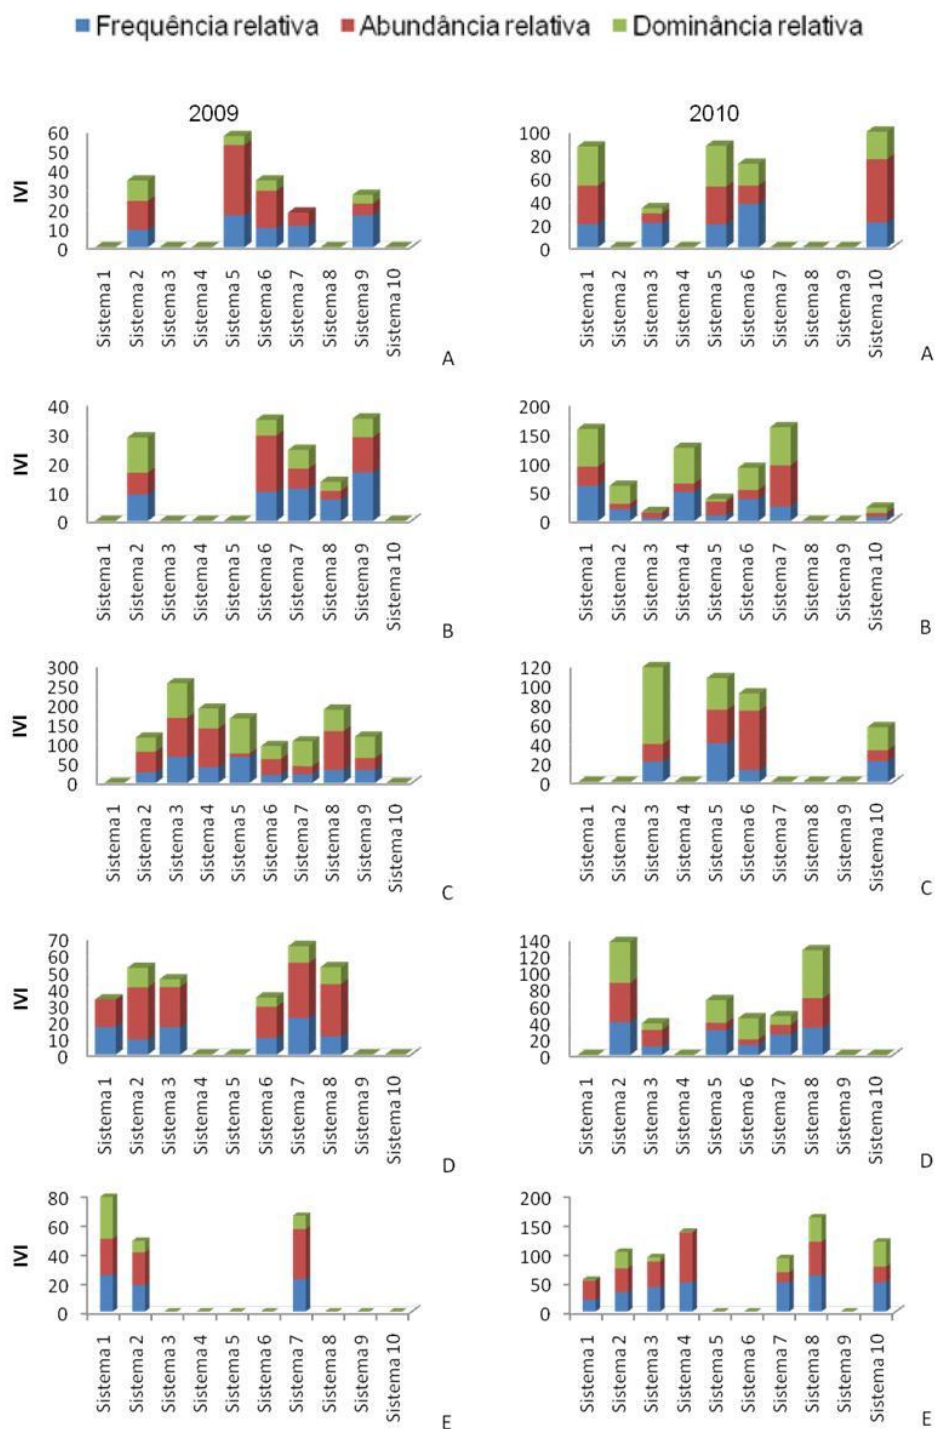 Frequência relativa Abundância relativa Dominância relativa
2009
IVI
60
50
40
30
20
10
0
Sistema 1
Sistema 2
Sistema 3
Sistema 4
Sistema 5
Sistema 6
Sistema 7
Sistema 8
Sistema 9
Sistema 10
A
2010
100
80
60
40
20
0
Sistema 1
Sistema 2
Sistema 3
Sistema 4
Sistema 5
Sistema 6
Sistema 7
Sistema 8
Sistema 9
Sistema 10
A
IVI
40
30
20
10
0
Sistema 1
Sistema 2
Sistema 3
Sistema 4
Sistema 5
Sistema 6
Sistema 7
Sistema 8
Sistema 9
Sistema 10
B
200
150
100
50
0
Sistema 1
Sistema 2
Sistema 3
Sistema 4
Sistema 5
Sistema 6
Sistema 7
Sistema 8
Sistema 9
Sistema 10
B
IVI
300
250
200
150
100
50
0
Sistema 1
Sistema 2
Sistema 3
Sistema 4
Sistema 5
Sistema 6
Sistema 7
Sistema 8
Sistema 9
Sistema 10
C
120
100
80
60
40
20
0
Sistema 1
Sistema 2
Sistema 3
Sistema 4
Sistema 5
Sistema 6
Sistema 7
Sistema 8
Sistema 9
Sistema 10
C
IVI
70
60
50
40
30
20
10
0
Sistema 1
Sistema 2
Sistema 3
Sistema 4
Sistema 5
Sistema 6
Sistema 7
Sistema 8
Sistema 9
Sistema 10
D
140
120
100
80
60
40
20
0
Sistema 1
Sistema 2
Sistema 3
Sistema 4
Sistema 5
Sistema 6
Sistema 7
Sistema 8
Sistema 9
Sistema 10
D
IVI
80
60
40
20
0
Sistema 1
Sistema 2
Sistema 3
Sistema 4
Sistema 5
Sistema 6
Sistema 7
Sistema 8
Sistema 9
Sistema 10
E
200
150
100
50
0
Sistema 1
Sistema 2
Sistema 3
Sistema 4
Sistema 5
Sistema 6
Sistema 7
Sistema 8
Sistema 9
Sistema 10
E